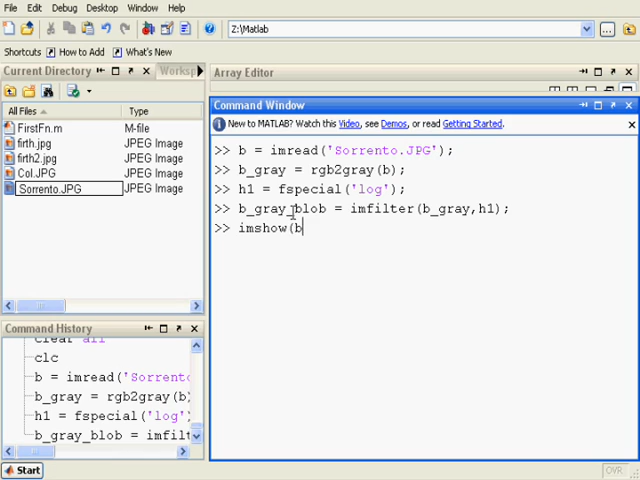 File Edit Debug Desktop Window Help
Z:\Matlab
...
Shortcuts How to Add What's New
Current Directory Worksp
Array Editor
All Files Type
FirstFn.m M-file
firth.jpg JPEG Image
firth2.jpg JPEG Image
Col.JPG JPEG Image
Sorrento.JPG JPEG Image
Command Window
New to MATLAB? Watch this Video, see Demos, or read Getting Started.
>> b = imread('Sorrento.JPG');
>> b_gray = rgb2gray(b);
>> h1 = fspecial('log');
>> b_gray_blob = imfilter(b_gray,h1);
>> imshow(b
Command History
clear all
clc
b = imread('Sorrento
b_gray = rgb2gray(b)
h1 = fspecial('log'
b_gray_blob = imfilt
Start
OVR